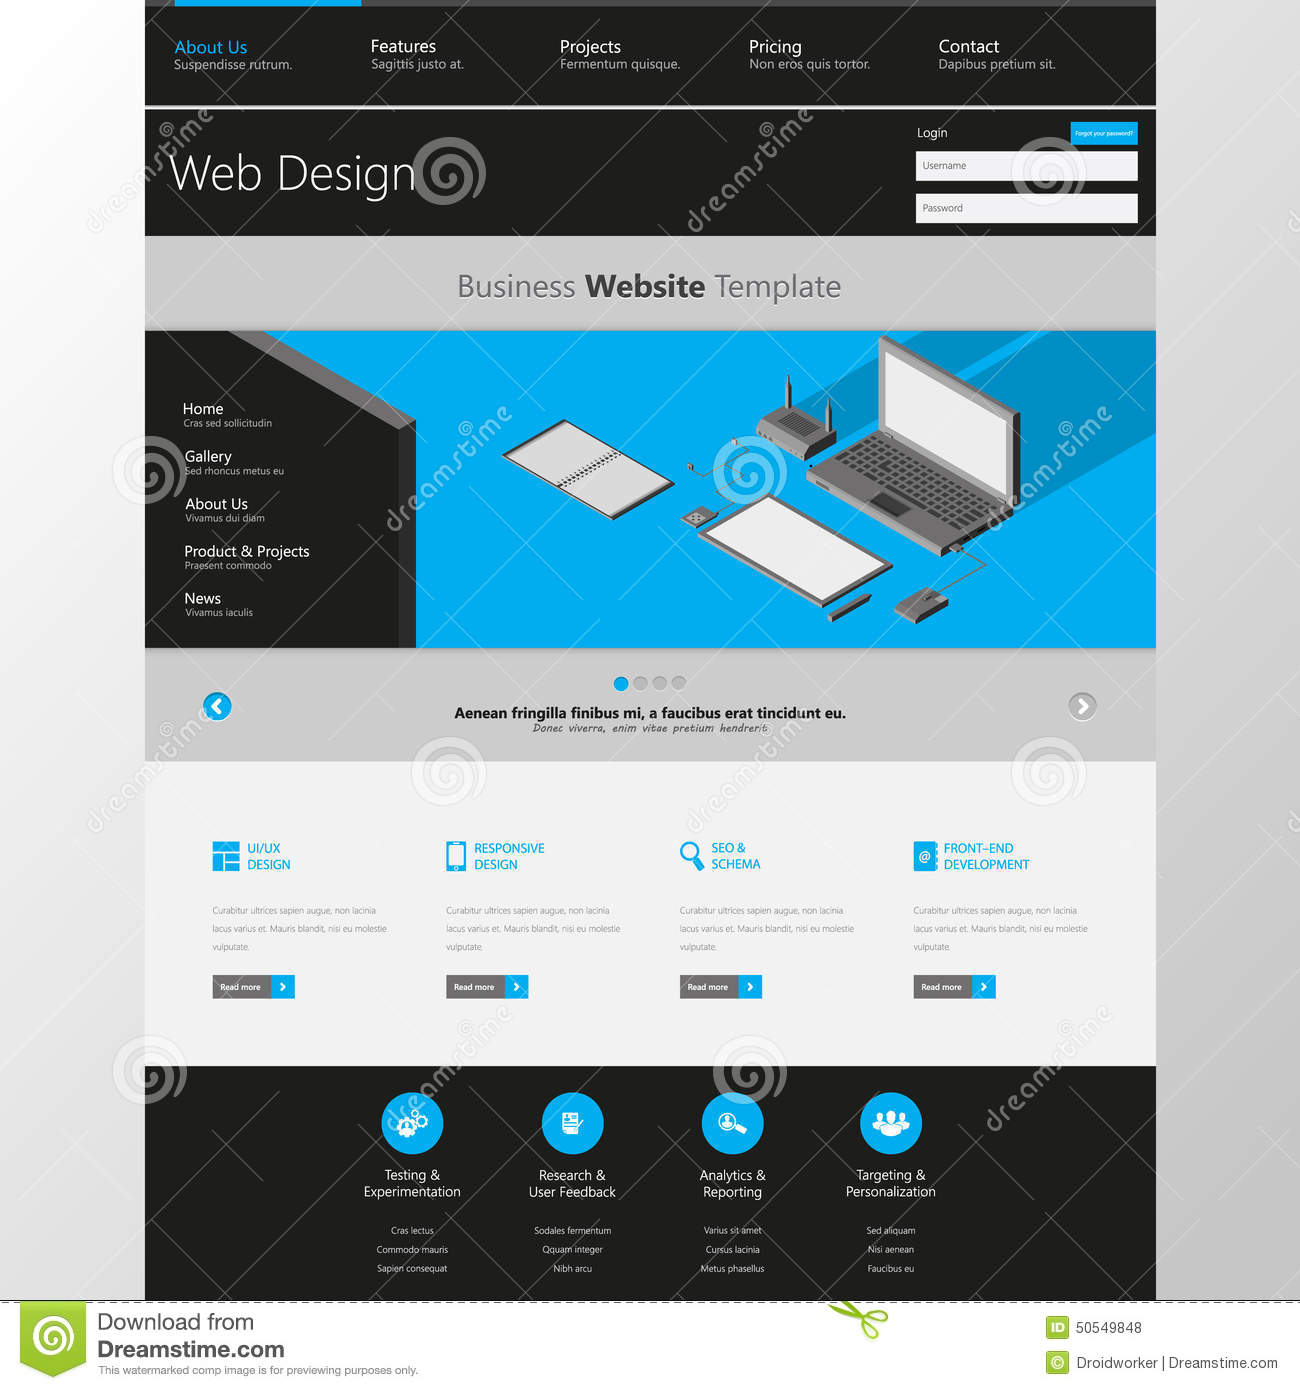 About Us
Suspendisse rutrum.
Features
Sagittis justo at.
Projects
Fermentum quisque.
Pricing
Non eros quis tortor.
Contact
Dapibus pretium sit.
Web Design
Login
Forgot your password?
Username
Password
Business Website Template
Home
Cras sed sollicitudin
Gallery
Sed rhoncus metus eu
About Us
Vivamus dui diam
Product & Projects
Praesent commodo
News
Vivamus iaculis
Aenean fringilla finibus mi, a faucibus erat tincidunt eu.
Donec viverra, enim vitae pretium hendrerit
UI/UX
DESIGN
Curabitur ultrices sapien augue, non lacinia
lacus varius et. Mauris blandit, nisi eu molestie
vulputate.
Read more
RESPONSIVE
DESIGN
Curabitur ultrices sapien augue, non lacinia
lacus varius et. Mauris blandit, nisi eu molestie
vulputate.
Read more
SEO &
SCHEMA
Curabitur ultrices sapien augue, non lacinia
lacus varius et. Mauris blandit, nisi eu molestie
vulputate.
Read more
@
FRONT–END
DEVELOPMENT
Curabitur ultrices sapien augue, non lacinia
lacus varius et. Mauris blandit, nisi eu molestie
vulputate.
Read more
Testing &
Experimentation
Cras lectus
Commodo mauris
Sapien consequat
Research &
User Feedback
Sodales fermentum
Qquam integer
Nibh arcu
Analytics &
Reporting
Varius sit amet
Cursus lacinia
Metus phasellus
Targeting &
Personalization
Sed aliquam
Nisi aenean
Faucibus eu
dreamstime
dreamstime
dreamstime
dreamstime
dreamstime
dreamstime
dreamstime
dreamstime
Download from
Dreamstime.com
This watermarked comp image is for previewing purposes only.
ID 50549848
© Droidworker | Dreamstime.com